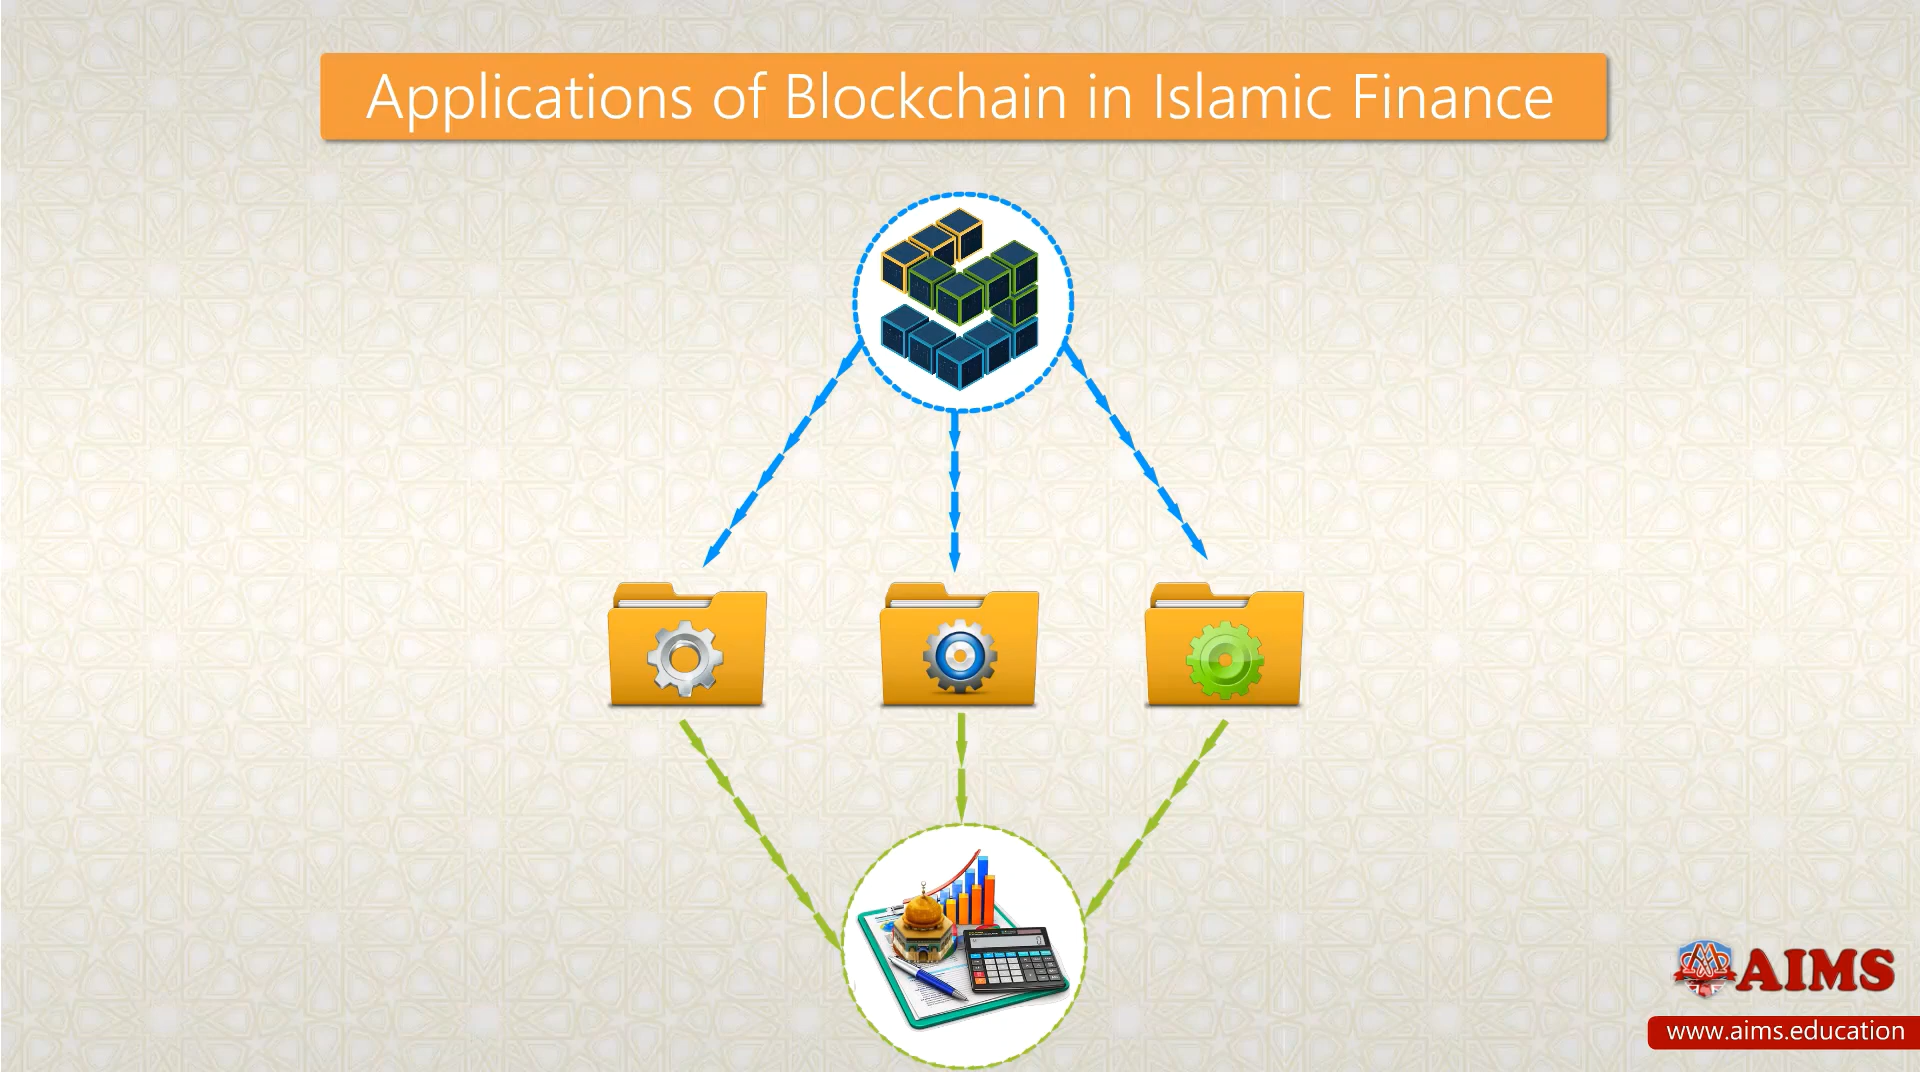 Applications of Blockchain in Islamic Finance
AIMS
www.aims.education